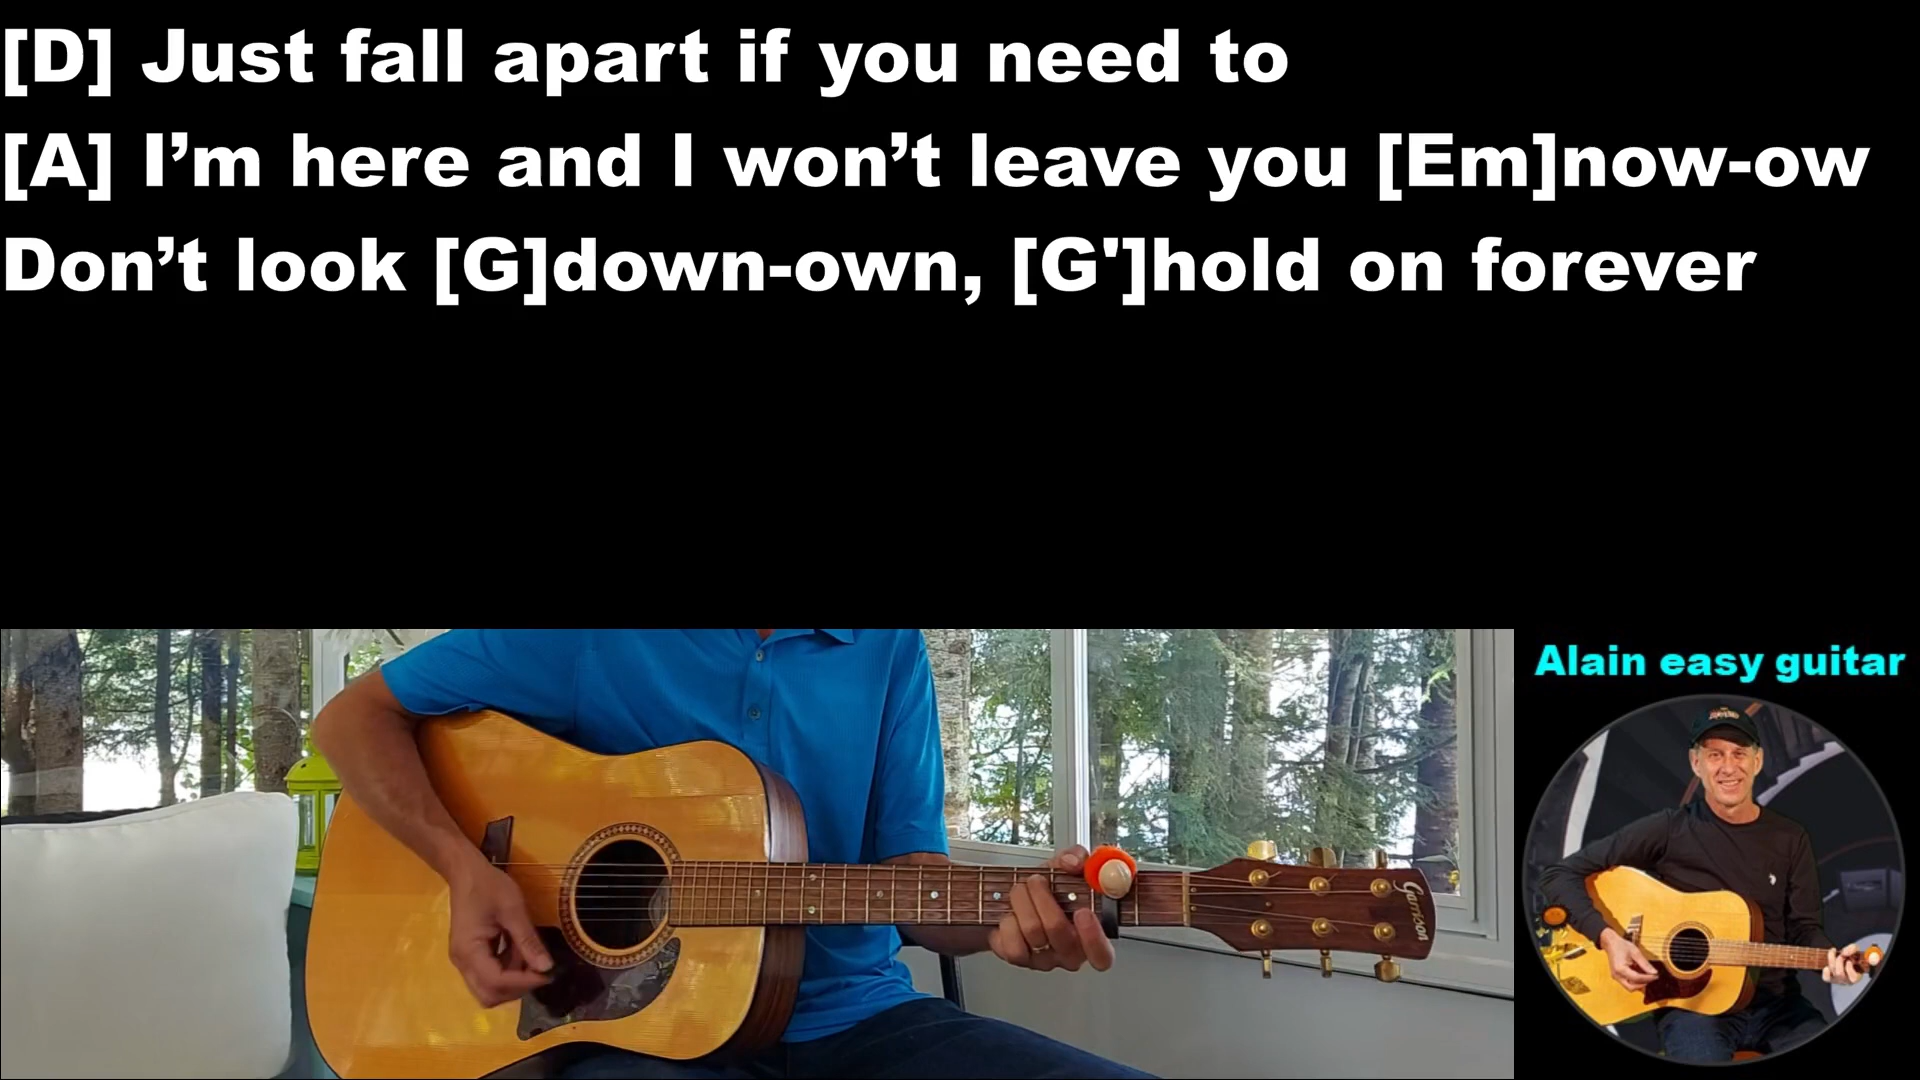 [D] Just fall apart if you need to
[A] I’m here and I won’t leave you [Em]now-ow
Don’t look [G]down-own, [G']hold on forever
Alain easy guitar
Garrison